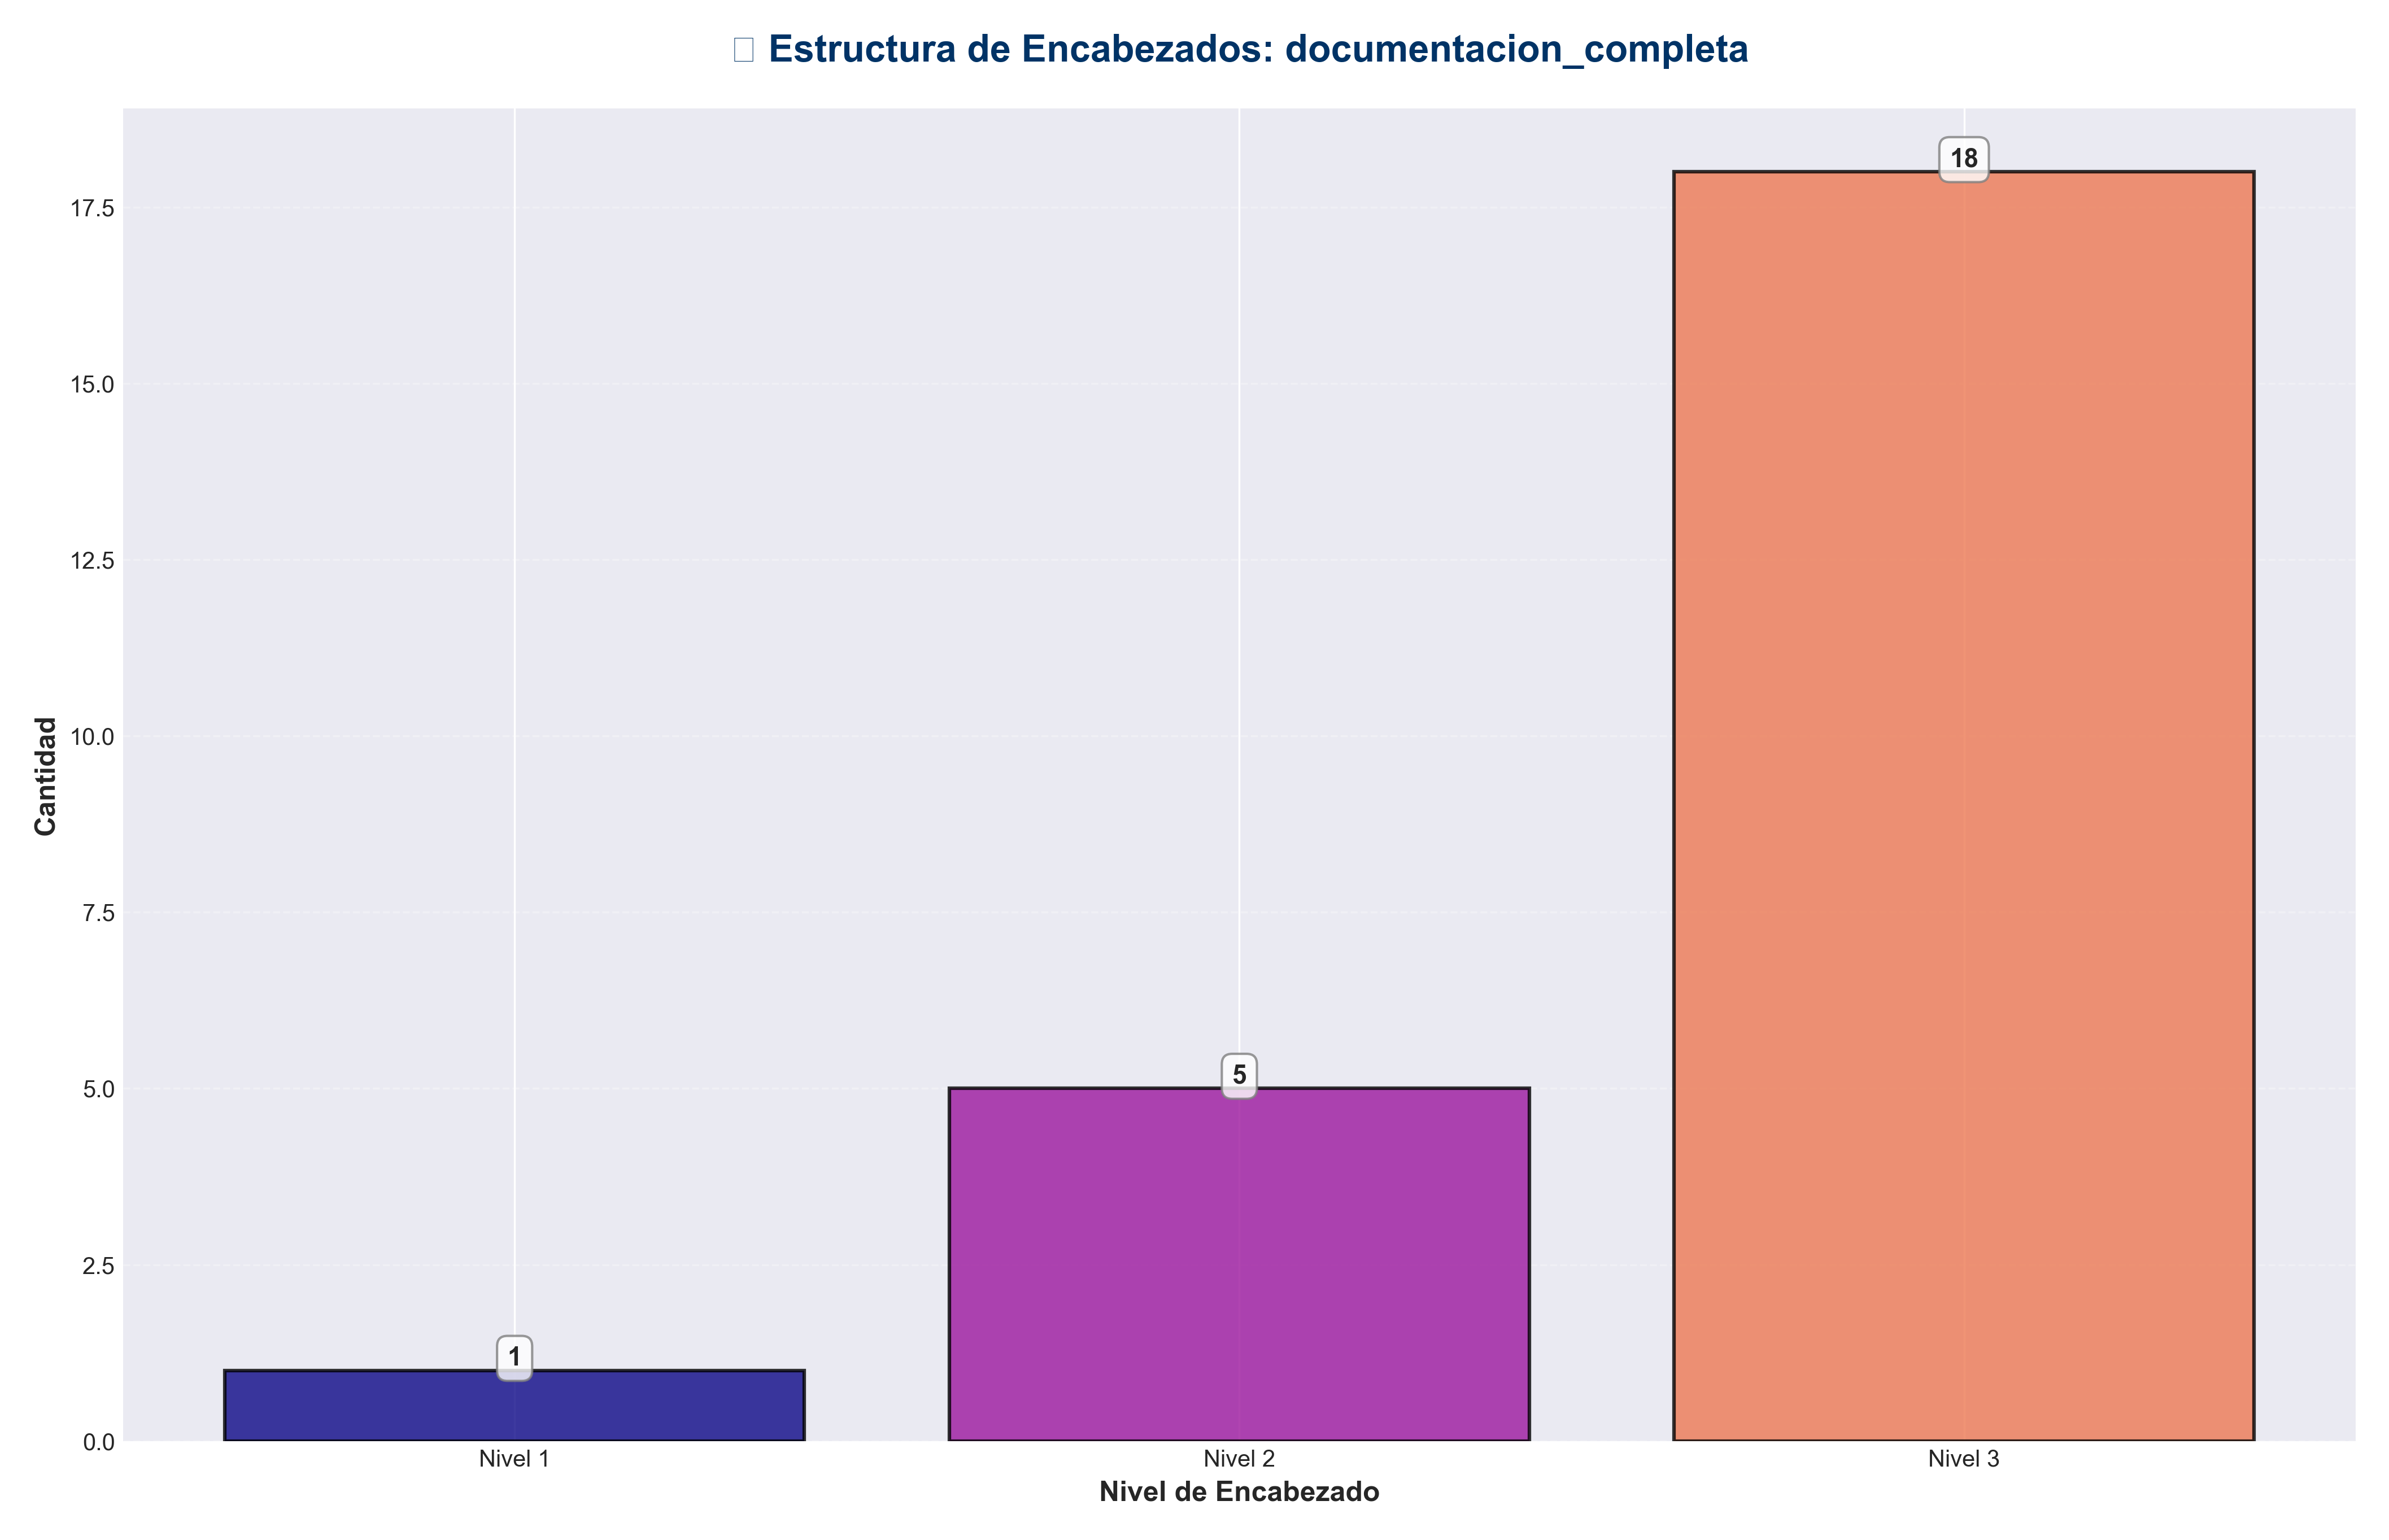 Estructura de Encabezados: documentacion_completa
18
17.5
15.0
12.5
10.0
Cantidad
7.5
5
5.0
2.5
1
0.0
Nivel 1
Nivel 2
Nivel 3
Nivel de Encabezado